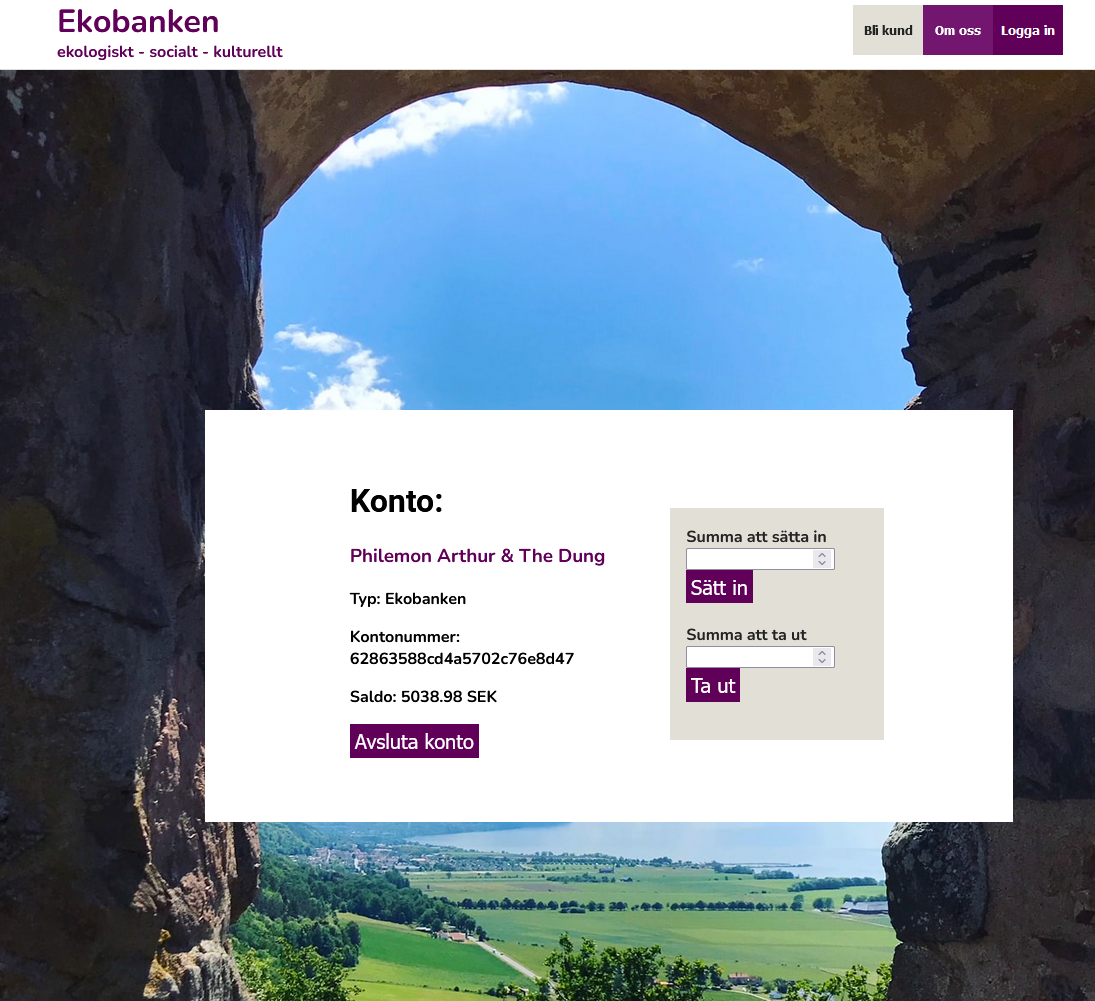 Ekobanken
ekologiskt - socialt - kulturellt
Bli kund
Om oss
Logga in
Konto:
Philemon Arthur & The Dung
Typ: Ekobanken
Kontonummer:
62863588cd4a5702c76e8d47
Saldo: 5038.98 SEK
Avsluta konto
Summa att sätta in
Sätt in
Summa att ta ut
Ta ut